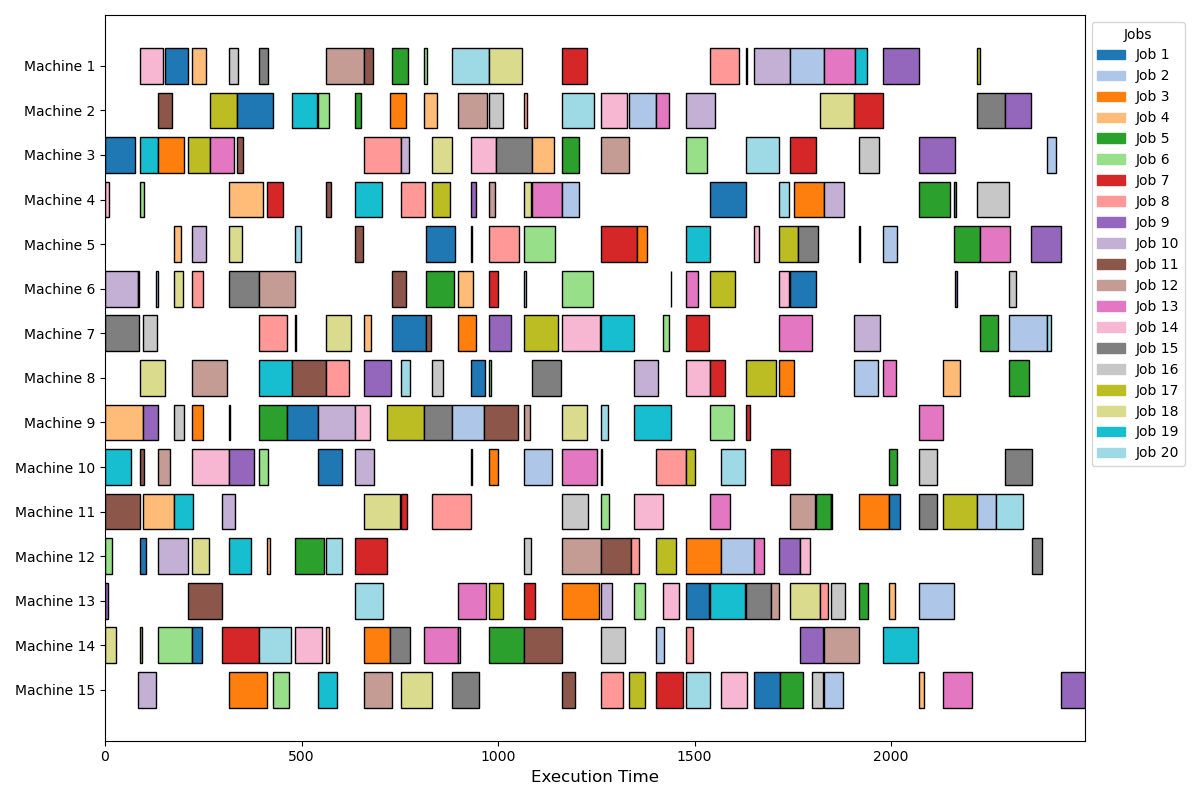 Machine 1
Machine 2
Machine 3
Machine 4
Machine 5
Machine 6
Machine 7
Machine 8
Machine 9
Machine 10
Machine 11
Machine 12
Machine 13
Machine 14
Machine 15
0 500 1000 1500 2000
Execution Time
Jobs
Job 1
Job 2
Job 3
Job 4
Job 5
Job 6
Job 7
Job 8
Job 9
Job 10
Job 11
Job 12
Job 13
Job 14
Job 15
Job 16
Job 17
Job 18
Job 19
Job 20